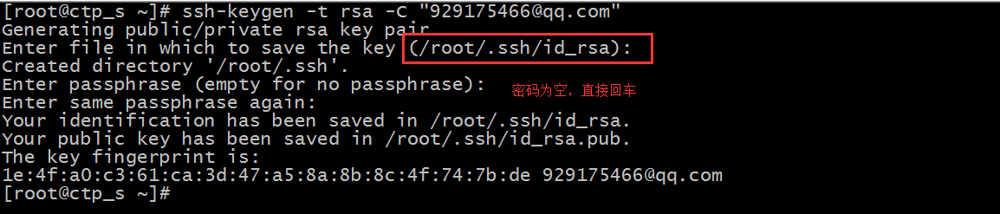 [root@ctp_s ~]# ssh-keygen -t rsa -C "929175466@qq.com"
Generating public/private rsa key pair.
Enter file in which to save the key (/root/.ssh/id_rsa):
Created directory '/root/.ssh'.
Enter passphrase (empty for no passphrase): 密码为空，直接回车
Enter same passphrase again:
Your identification has been saved in /root/.ssh/id_rsa.
Your public key has been saved in /root/.ssh/id_rsa.pub.
The key fingerprint is:
1e:4f:a0:c3:61:ca:3d:47:a5:8a:8b:8c:4f:74:7b:de 929175466@qq.com
[root@ctp_s ~]#